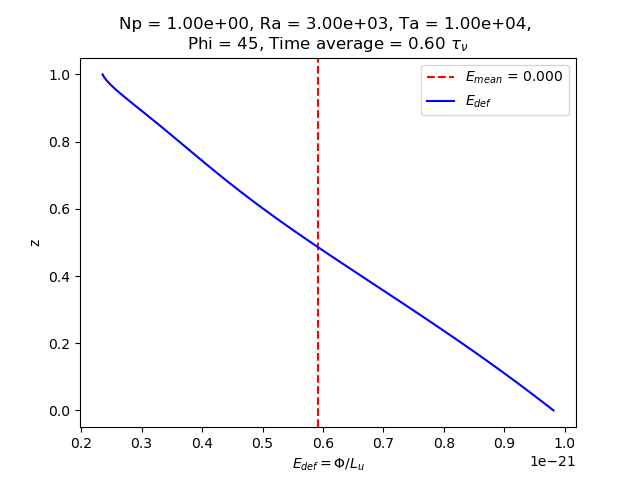 Np = 1.00e+00, Ra = 3.00e+03, Ta = 1.00e+04,
Phi = 45, Time average = 0.60 τ_ν
E_mean = 0.000
E_def
1.0
0.8
0.6
0.4
0.2
0.0
z
0.2 0.3 0.4 0.5 0.6 0.7 0.8 0.9 1.0
1e−21
E_def = Φ/L_u